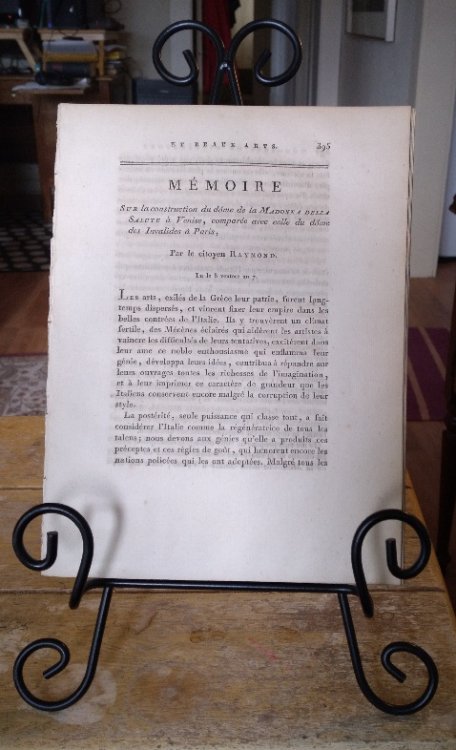 ET BEAUX ARTS. 395
MÉMOIRE
SUR la construction du dôme de la MADONNA DELLA
SALUTE à Venise, comparée avec celle du dôme
des Invalides à Paris,
Par le citoyen RAYMOND.
Lu le 8 an 7.
LES arts, exilés de la Grèce leur patrie, furent long-
temps dispersés, et vinrent fixer leur empire dans les
belles contrées de l'Italie. Ils y trouvèrent un climat
fertile, des Mécènes éclairés qui aidèrent les artistes à
vaincre les difficultés de leurs tentatives, excitèrent dans
leur ame ce noble enthousiasme qui enflamma leur
génie, développa leurs idées, contribua à répandre sur
leurs ouvrages toutes les richesses de l'imagination,
et à leur imprimer ce caractère de grandeur que les
Italiens conservent encore malgré la corruption de leur
style.
La postérité, seule puissance qui classe tout, a fait
considérer l'Italie comme la régénératrice de tous les
talens; nous devons aux génies qu'elle a produits ces
préceptes et ces règles de goût, qui honorent encore les
nations policées qui les ont adoptées. Malgré tous les